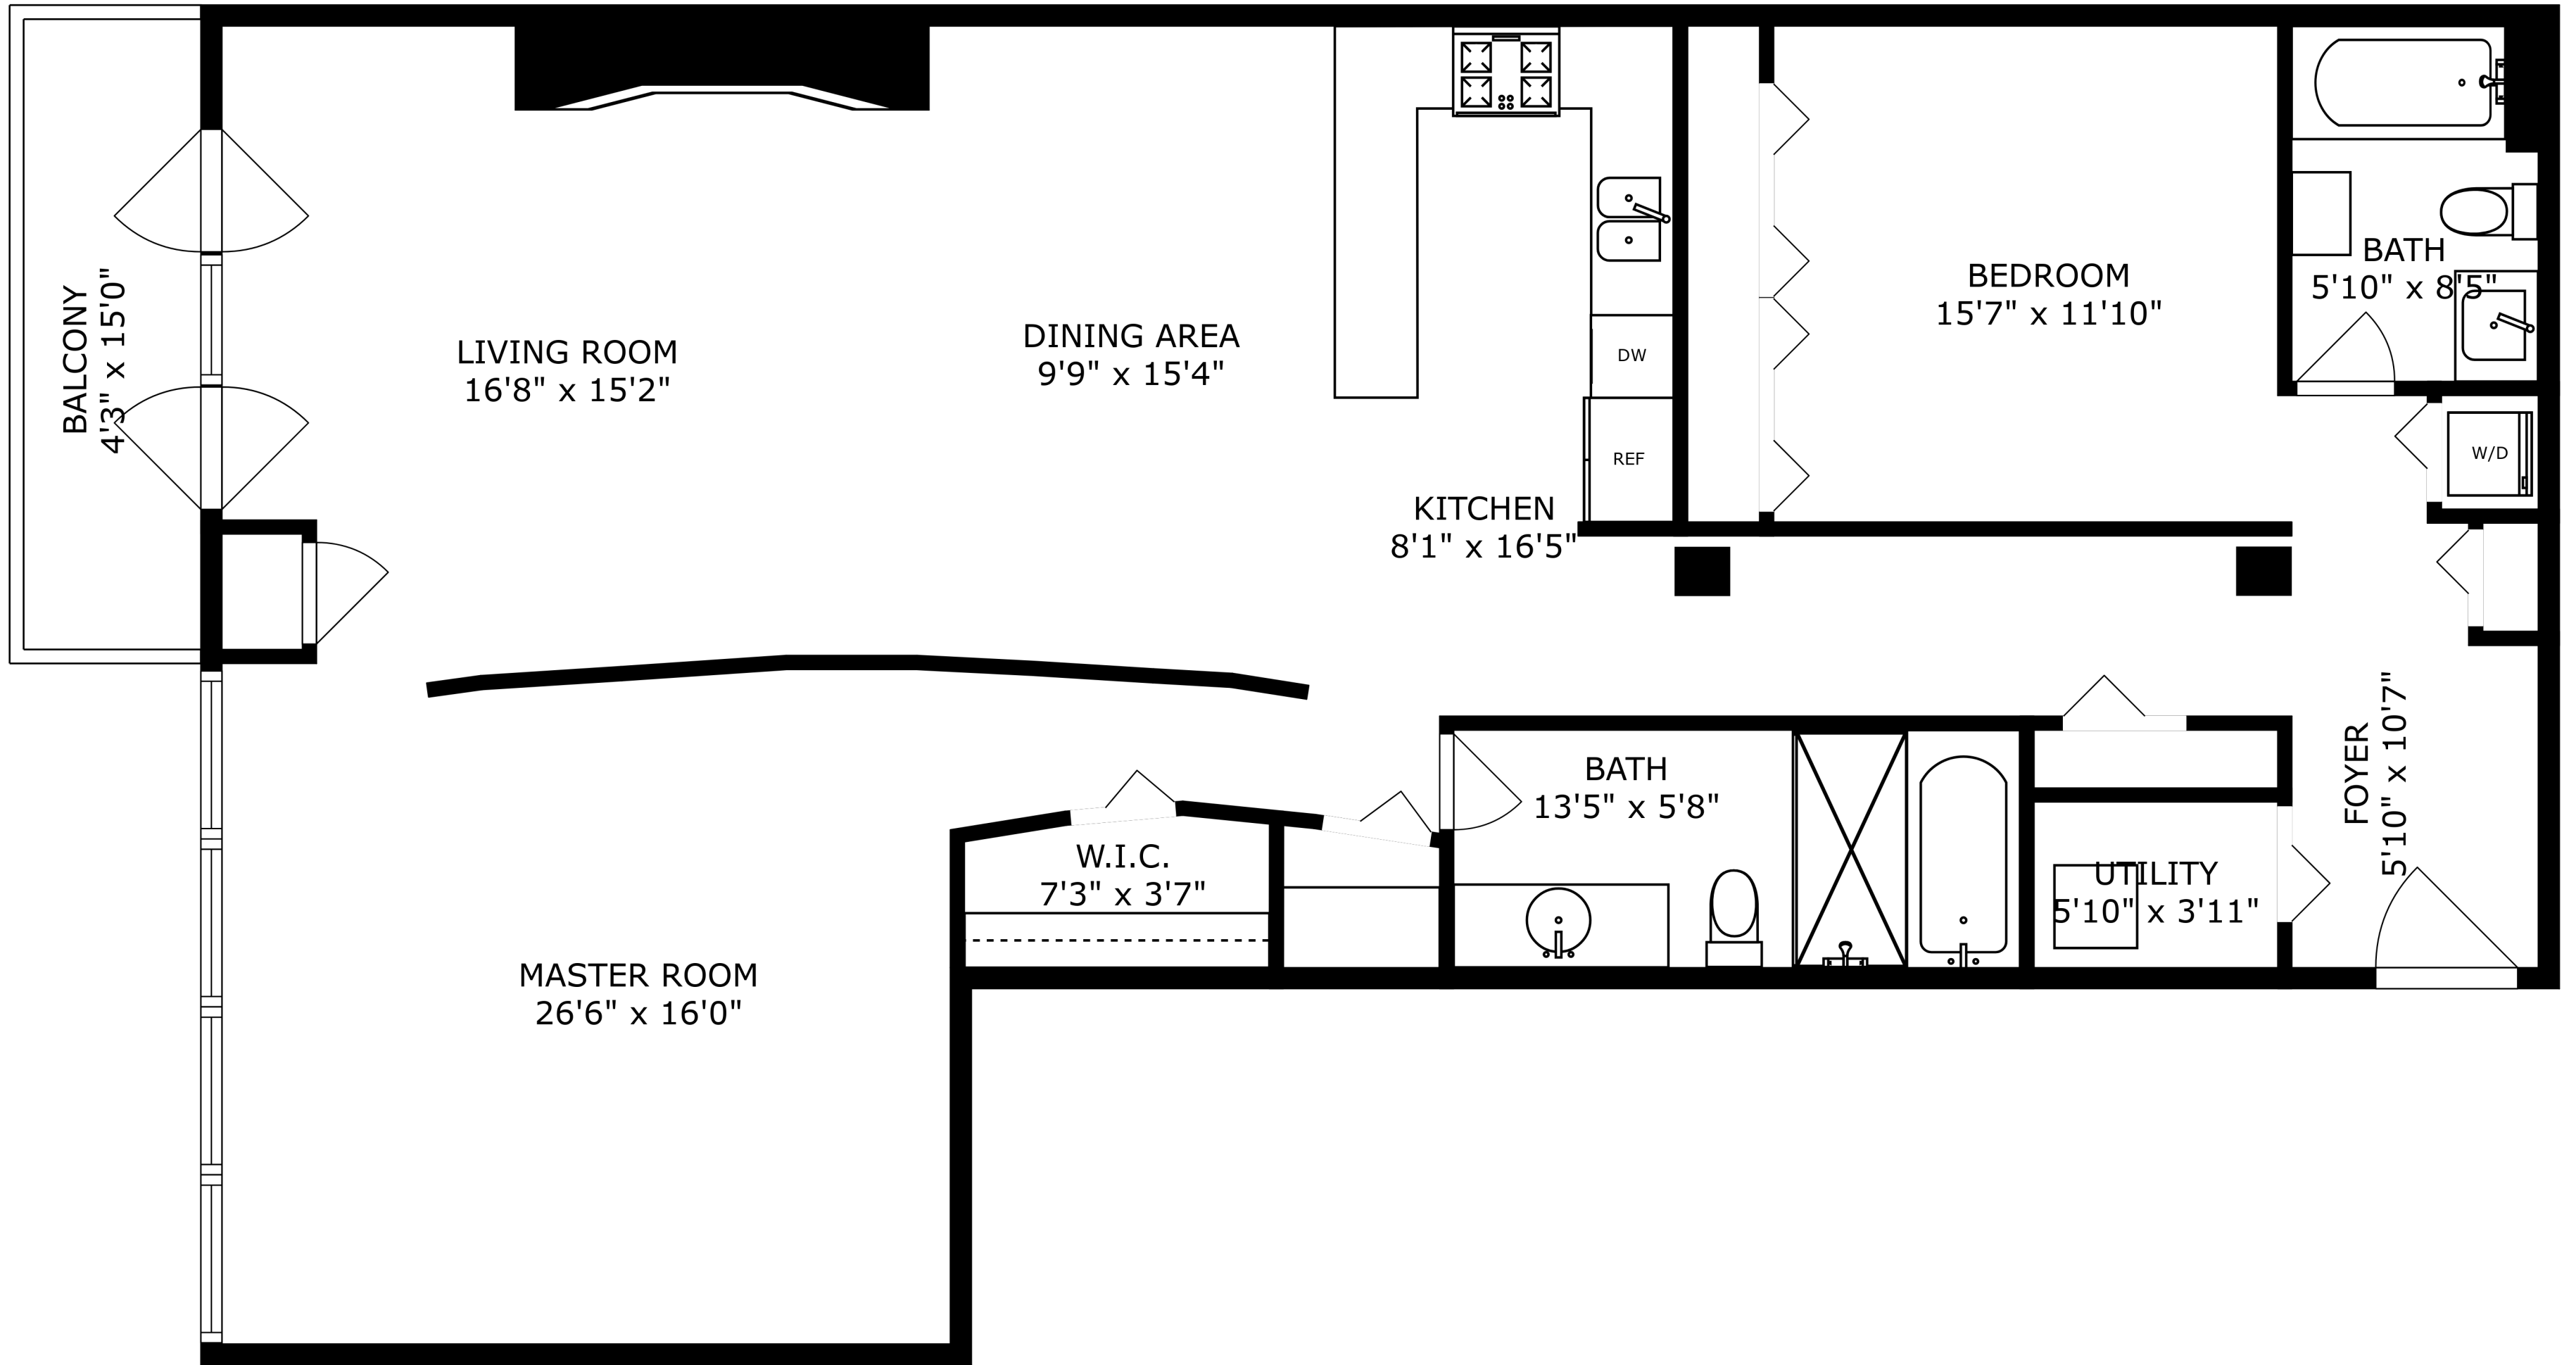 BALCONY
4'3" x 15'0"
LIVING ROOM
16'8" x 15'2"
DINING AREA
9'9" x 15'4"
KITCHEN
8'1" x 16'5"
DW
REF
BEDROOM
15'7" x 11'10"
BATH
5'10" x 8'5"
W/D
FOYER
5'10" x 10'7"
BATH
13'5" x 5'8"
UTILITY
5'10" x 3'11"
W.I.C.
7'3" x 3'7"
MASTER ROOM
26'6" x 16'0"